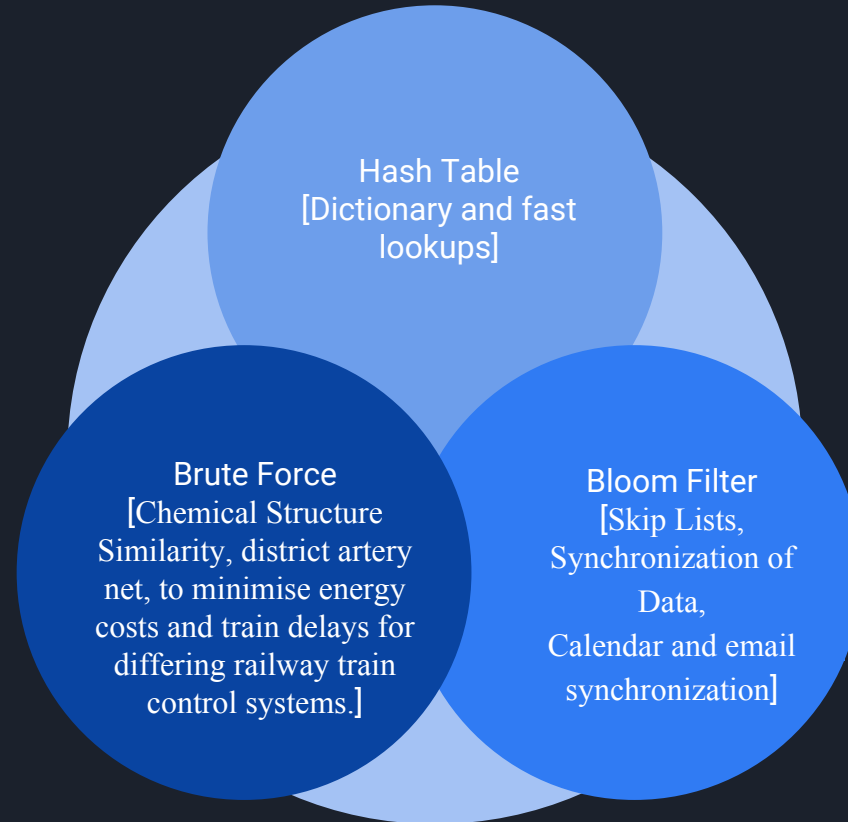 Hash Table
[Dictionary and fast
lookups]
Brute Force
[Chemical Structure
Similarity, district artery
net, to minimise energy
costs and train delays for
differing railway train
control systems.]
Bloom Filter
[Skip Lists,
Synchronization of
Data,
Calendar and email
synchronization]